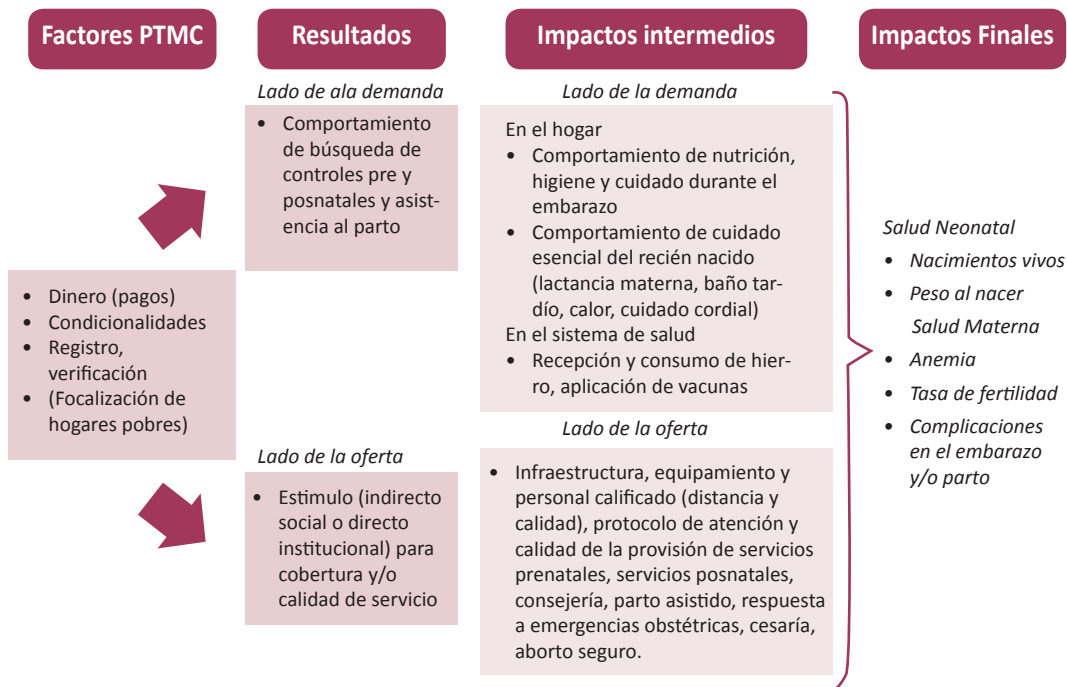 Factores PTMC
Resultados
Impactos intermedios
Impactos Finales
• Dinero (pagos)
• Condicionalidades
• Registro,
verificación
• (Focalización de
hogares pobres)
Lado de ala demanda
• Comportamiento
de búsqueda de
controles pre y
posnatales y asist-
encia al parto
Lado de la oferta
• Estimulo (indirecto
social o directo
institucional) para
cobertura y/o
calidad de servicio
Lado de la demanda
En el hogar
• Comportamiento de nutrición,
higiene y cuidado durante el
embarazo
• Comportamiento de cuidado
esencial del recién nacido
(lactancia materna, baño tar-
dío, calor, cuidado cordial)
En el sistema de salud
• Recepción y consumo de hier-
ro, aplicación de vacunas
Lado de la oferta
• Infraestructura, equipamiento y
personal calificado (distancia y
calidad), protocolo de atención y
calidad de la provisión de servicios
prenatales, servicios posnatales,
consejería, parto asistido, respuesta
a emergencias obstétricas, cesaría,
aborto seguro.
Salud Neonatal
• Nacimientos vivos
• Peso al nacer
Salud Materna
• Anemia
• Tasa de fertilidad
• Complicaciones
en el embarazo
y/o parto